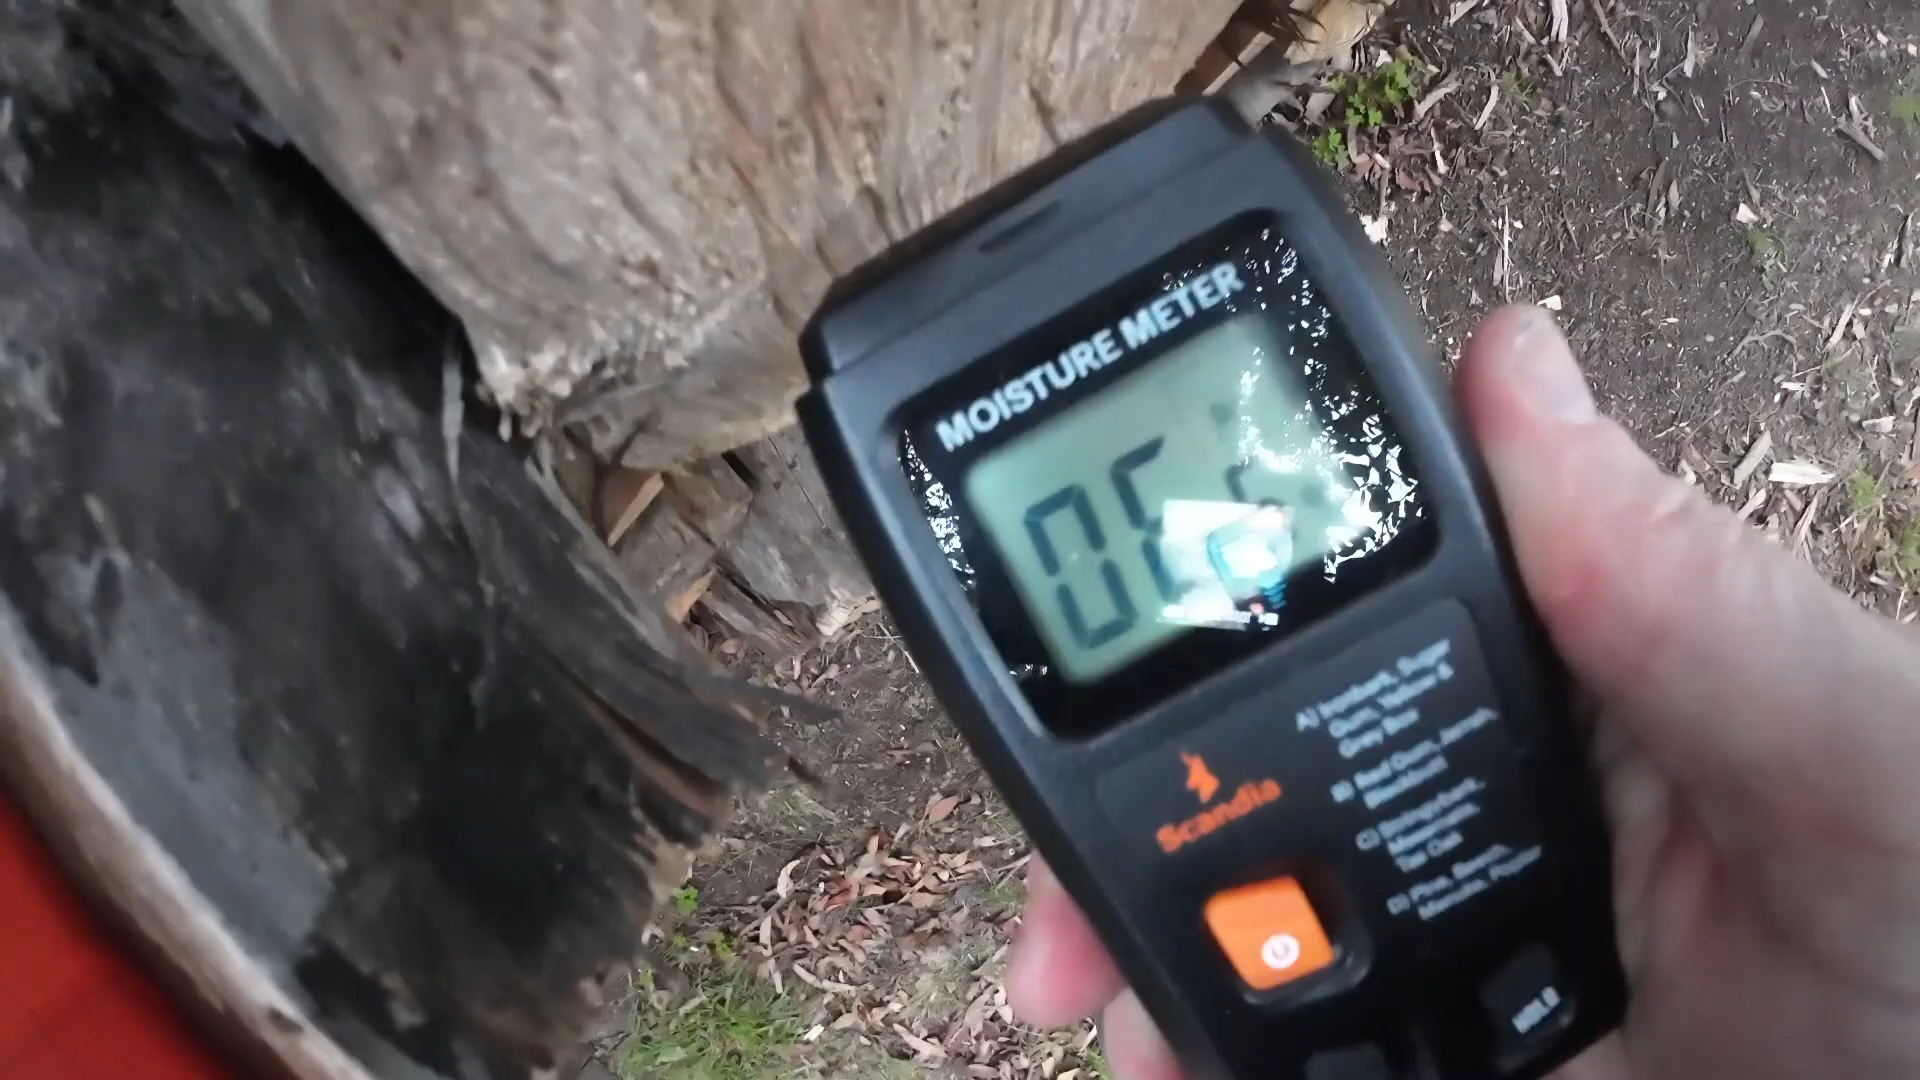 MOISTURE METER
Scandia
A) Ironbark, Sugar
Gum, Yellow &
Grey Box
B) Red Gum, Jarrah,
Blackbutt
C) Stringybark,
Messmate,
Tas Oak
D) Pine, Beech,
Manuka, Poplar
HOLD